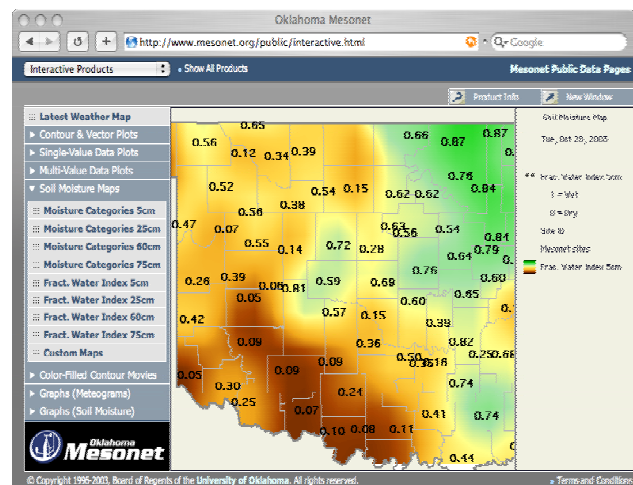 Oklahoma Mesonet
http://www.mesonet.org/public/interactive.html
Google
Interactive Products
Show All Products
Mesonet Public Data Pages
Product Info
New Window
Latest Weather Map
Contour & Vector Plots
Single-Value Data Plots
Multi-Value Data Plots
Soil Moisture Maps
Moisture Categories 5cm
Moisture Categories 25cm
Moisture Categories 60cm
Moisture Categories 75cm
Fract. Water Index 5cm
Fract. Water Index 25cm
Fract. Water Index 60cm
Fract. Water Index 75cm
Custom Maps
Color-Filled Contour Movies
Graphs (Meteograms)
Graphs (Soil Moisture)
Oklahoma
Mesonet
0.65
0.56 0.66 0.87 0.87
0.12 0.34 0.39
0.52 0.54 0.15 0.62 0.62 0.76 0.84
0.56 0.38
0.47 0.07 0.63 0.56 0.54 0.84
0.55 0.14 0.72 0.28 0.64 0.79
0.26 0.39 0.59 0.69 0.76 0.60
0.05 0.81 0.60 0.65
0.42 0.57 0.15 0.39
0.09 0.36 0.82
0.09 0.50 0.16 0.25
0.05 0.30 0.09 0.24 0.74
0.25 0.07 0.41 0.74
0.10 0.08 0.11
0.44
Soil Moisture Map
Tue, Oct 28, 2003
Fract. Water Index 5cm
1 = Wet
0 = Dry
Site ID
Mesonet Sites
Fract. Water Index 5cm
© Copyright 1996-2003, Board of Regents of the University of Oklahoma. All rights reserved.
Terms and Conditions